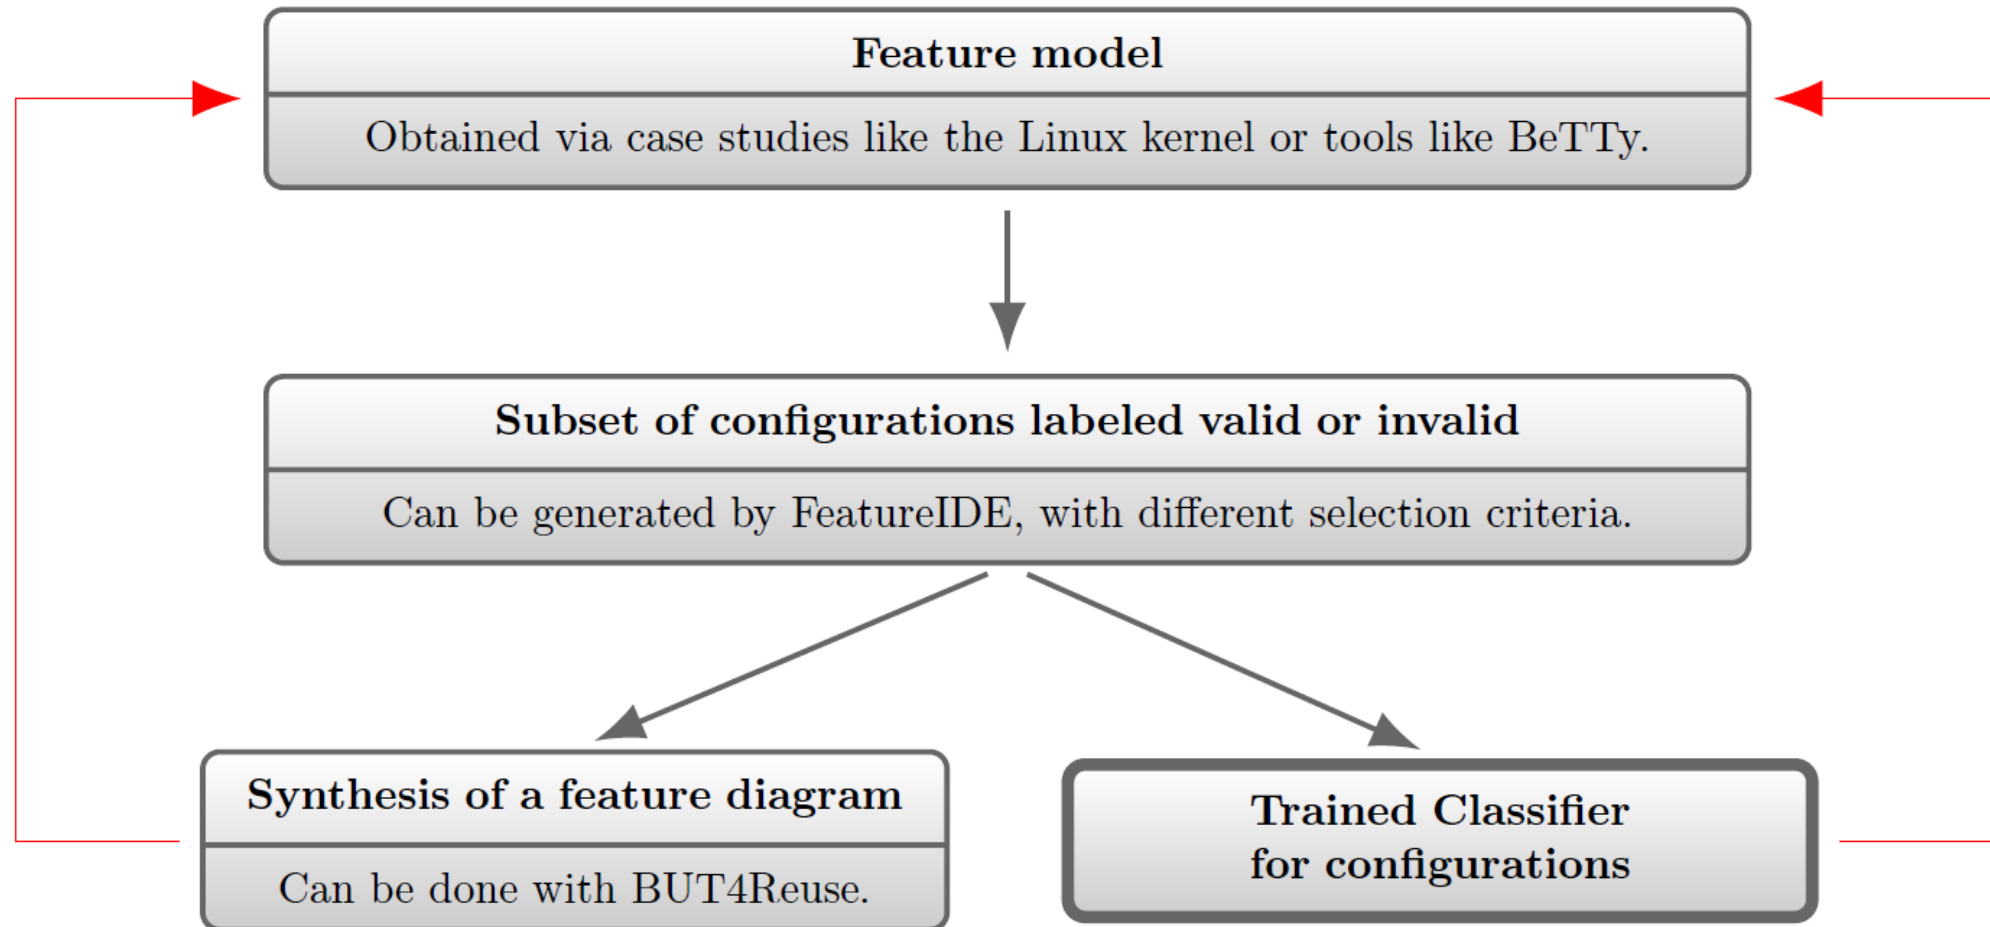 Feature model
Obtained via case studies like the Linux kernel or tools like BeTTy.
Subset of configurations labeled valid or invalid
Can be generated by FeatureIDE, with different selection criteria.
Synthesis of a feature diagram
Can be done with BUT4Reuse.
Trained Classifier
for configurations